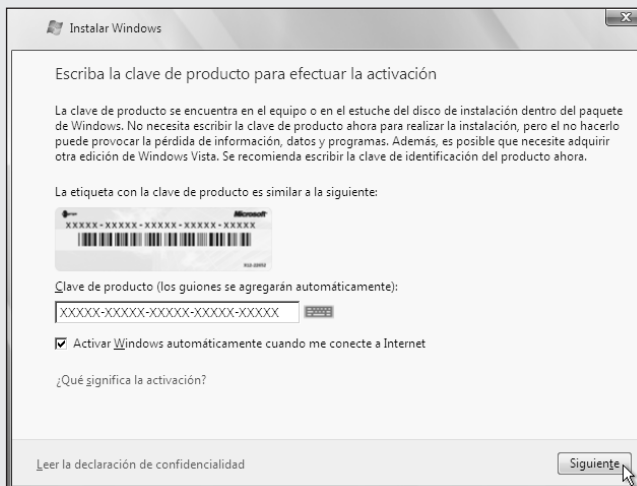 Instalar Windows
Escriba la clave de producto para efectuar la activación
La clave de producto se encuentra en el equipo o en el estuche del disco de instalación dentro del paquete
de Windows. No necesita escribir la clave de producto ahora para realizar la instalación, pero el no hacerlo
puede provocar la pérdida de información, datos y programas. Además, es posible que necesite adquirir
otra edición de Windows Vista. Se recomienda escribir la clave de identificación del producto ahora.
La etiqueta con la clave de producto es similar a la siguiente:
Microsoft
XXXXX-XXXXX-XXXXX-XXXXX-XXXXX
Clave de producto (los guiones se agregarán automáticamente):
XXXXX-XXXXX-XXXXX-XXXXX-XXXXX
Activar Windows automáticamente cuando me conecte a Internet
¿Qué significa la activación?
Leer la declaración de confidencialidad
Siguiente